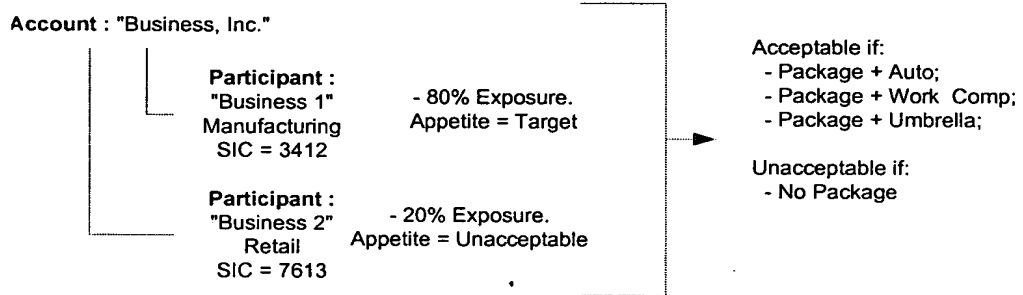 Account : "Business, Inc."
Participant :
"Business 1"
Manufacturing
SIC = 3412
- 80% Exposure.
Appetite = Target
Participant :
"Business 2"
Retail
SIC = 7613
- 20% Exposure.
Appetite = Unacceptable
Acceptable if:
- Package + Auto;
- Package + Work Comp;
- Package + Umbrella;
Unacceptable if:
- No Package